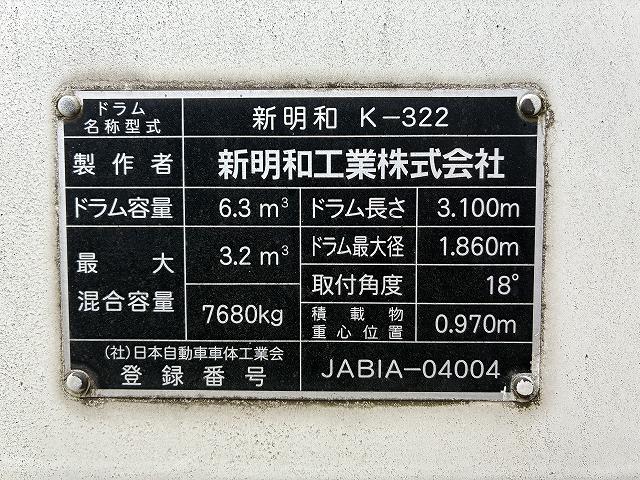 ドラム
名称型式
新明和 K-322
製作者
新明和工業株式会社
ドラム容量
6.3 m³
ドラム長さ
3.100m
最大
混合容量
3.2 m³
7680kg
ドラム最大径
1.860m
取付角度
18°
積載物
重心位置
0.970m
(社)日本自動車車体工業会
登録番号
JABIA-04004